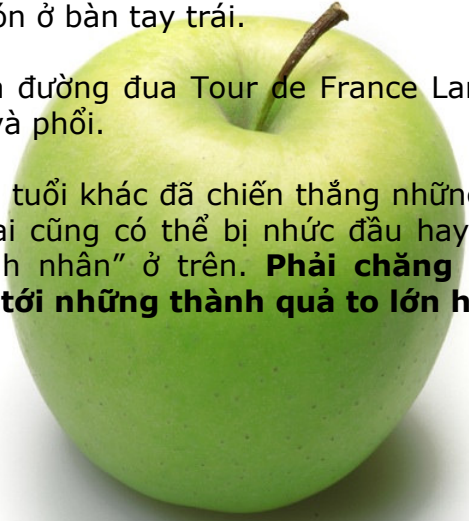 ón ở bàn tay trái.
đường đua Tour de France Lar
và phổi.
tuổi khác đã chiến thắng những
ai cũng có thể bị nhức đầu hay
h nhân” ở trên. Phải chăng
tới những thành quả to lớn h